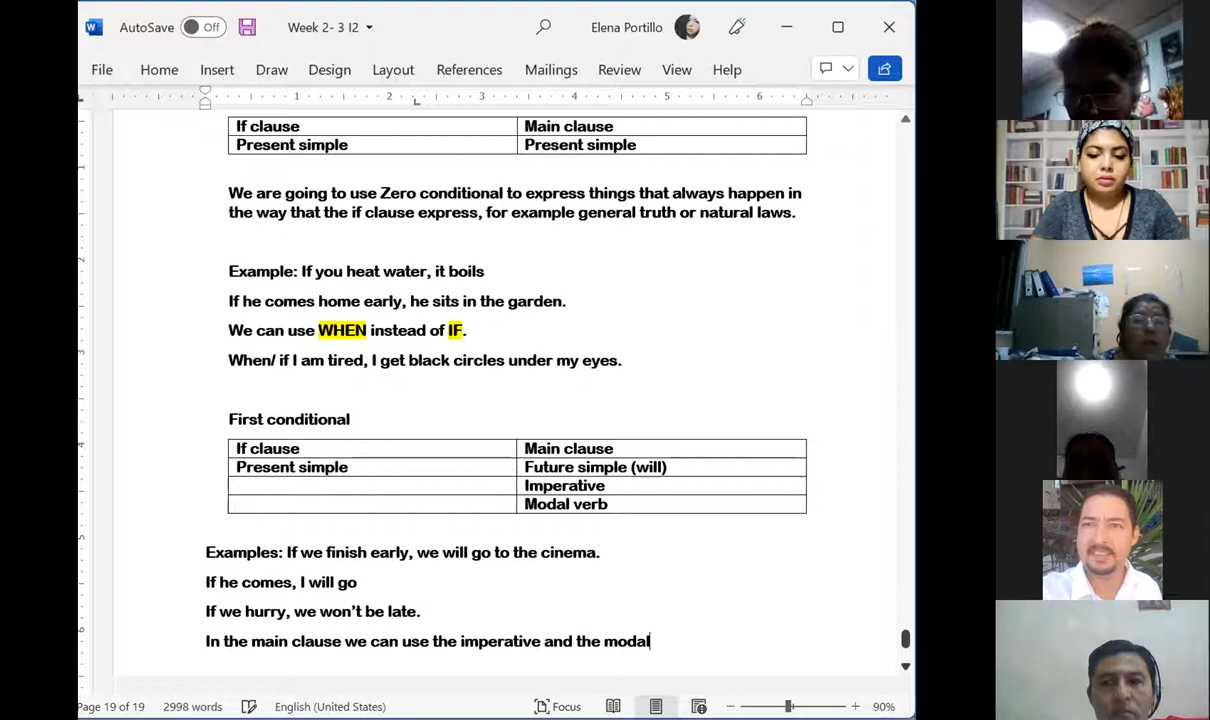 AutoSave Off Week 2- 3 I2 Elena Portillo
File Home Insert Draw Design Layout References Mailings Review View Help
1 2 3 4 5 6
If clause Main clause
Present simple Present simple
We are going to use Zero conditional to express things that always happen in
the way that the if clause express, for example general truth or natural laws.
Example: If you heat water, it boils
If he comes home early, he sits in the garden.
We can use WHEN instead of IF.
When/ if I am tired, I get black circles under my eyes.
First conditional
If clause Main clause
Present simple Future simple (will)
Imperative
Modal verb
Examples: If we finish early, we will go to the cinema.
If he comes, I will go
If we hurry, we won’t be late.
In the main clause we can use the imperative and the modal
Page 19 of 19 2998 words English (United States) Focus 90%